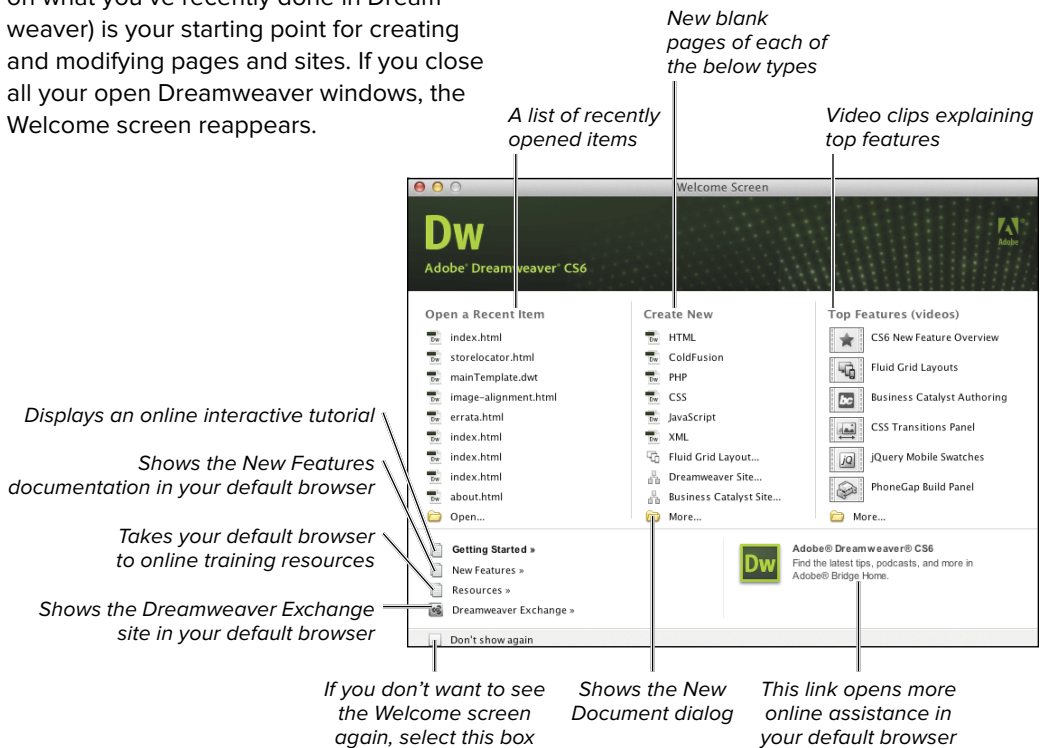 on what you've recently done in Dream-
weaver) is your starting point for creating
and modifying pages and sites. If you close
all your open Dreamweaver windows, the
Welcome screen reappears.
New blank
pages of each of
the below types
A list of recently
opened items
Video clips explaining
top features
Welcome Screen
Dw
Adobe® Dreamweaver® CS6
Adobe
Open a Recent Item
index.html
storelocator.html
mainTemplate.dwt
image-alignment.html
errata.html
index.html
index.html
index.html
about.html
Open...
Create New
HTML
ColdFusion
PHP
CSS
JavaScript
XML
Fluid Grid Layout...
Dreamweaver Site...
Business Catalyst Site...
More...
Top Features (videos)
CS6 New Feature Overview
Fluid Grid Layouts
Business Catalyst Authoring
CSS Transitions Panel
jQuery Mobile Swatches
PhoneGap Build Panel
More...
Getting Started »
New Features »
Resources »
Dreamweaver Exchange »
Dw
Adobe® Dreamweaver® CS6
Find the latest tips, podcasts, and more in
Adobe® Bridge Home.
Don't show again
Displays an online interactive tutorial
Shows the New Features
documentation in your default browser
Takes your default browser
to online training resources
Shows the Dreamweaver Exchange
site in your default browser
If you don't want to see
the Welcome screen
again, select this box
Shows the New
Document dialog
This link opens more
online assistance in
your default browser